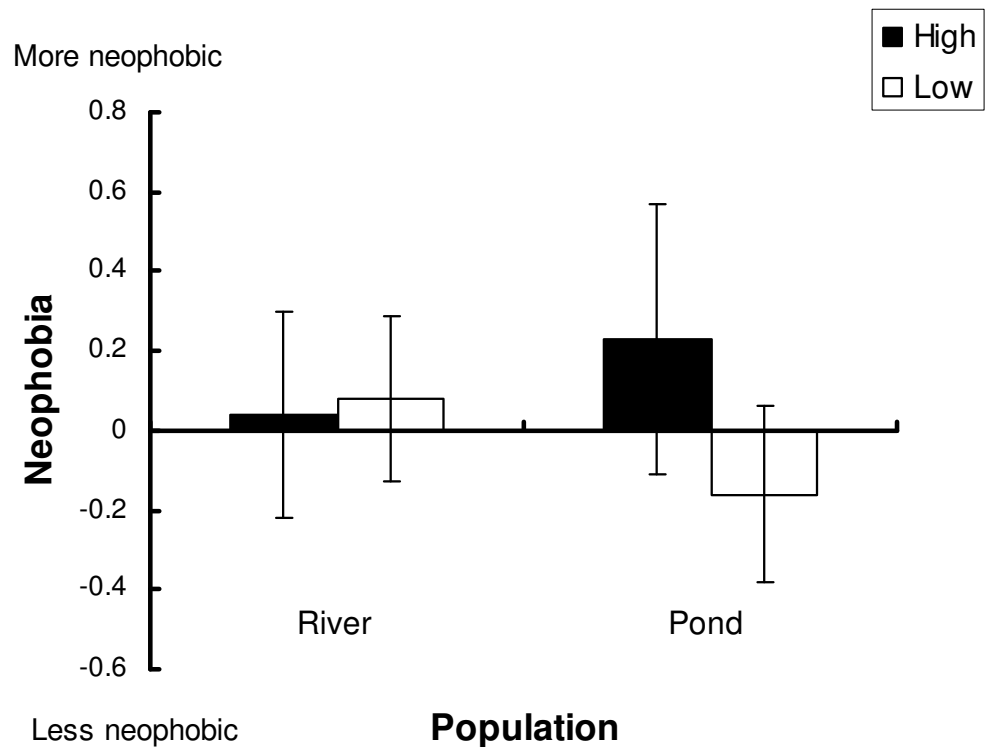 High
Low
More neophobic
0.8
0.6
0.4
0.2
0
-0.2
-0.4
-0.6
Neophobia
River
Pond
Less neophobic
Population